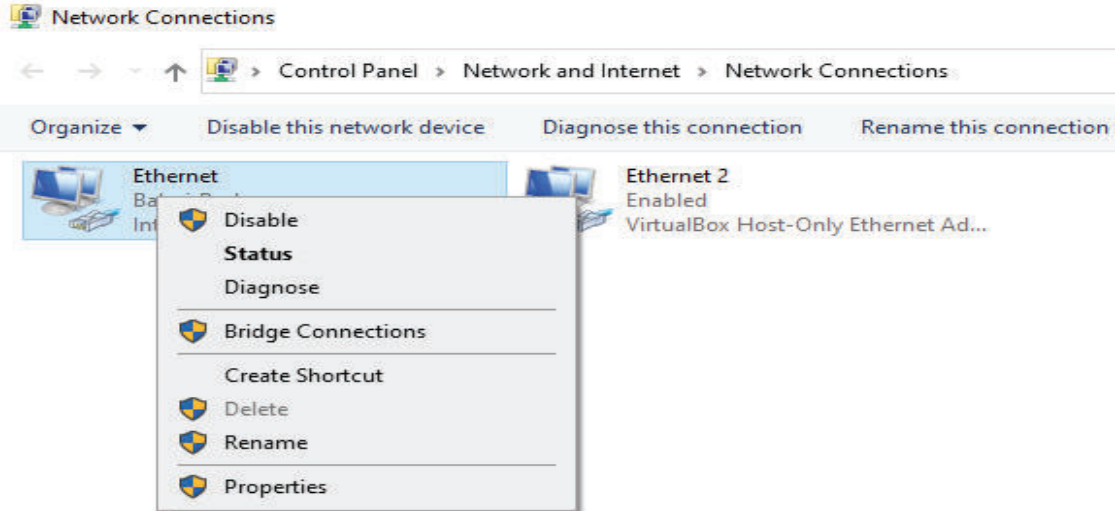 Network Connections
Control Panel > Network and Internet > Network Connections
Organize Disable this network device Diagnose this connection Rename this connection
Ethernet
Ethernet 2
Enabled
VirtualBox Host-Only Ethernet Ad...
Disable
Status
Diagnose
Bridge Connections
Create Shortcut
Delete
Rename
Properties